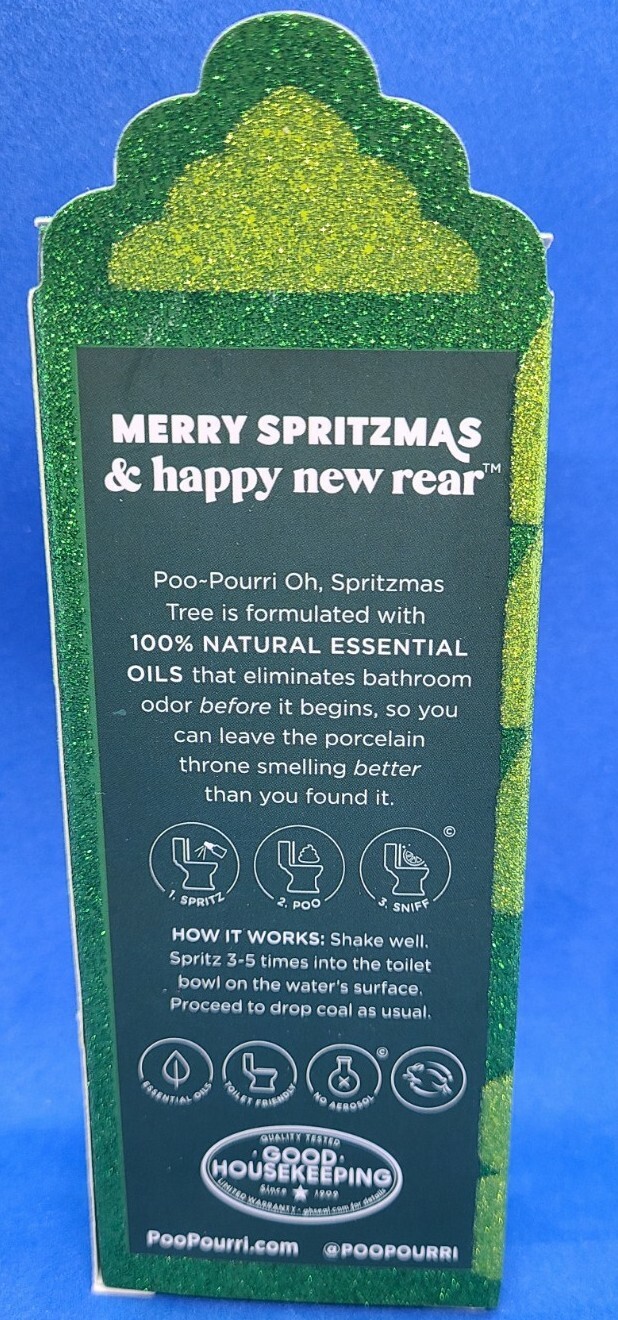 MERRY SPRITZMAS
& happy new rear™
Poo~Pourri Oh, Spritzmas
Tree is formulated with
100% NATURAL ESSENTIAL
OILS that eliminates bathroom
odor before it begins, so you
can leave the porcelain
throne smelling better
than you found it.
©
1. SPRITZ 2. POO 3. SNIFF
HOW IT WORKS: Shake well.
Spritz 3-5 times into the toilet
bowl on the water's surface.
Proceed to drop coal as usual.
©
ESSENTIAL OILS TOILET FRIENDLY NO AEROSOL
QUALITY TESTED
GOOD
HOUSEKEEPING
Since ★ 1909
LIMITED WARRANTY · ghseal.com for details
PooPourri.com @POOPOURRI